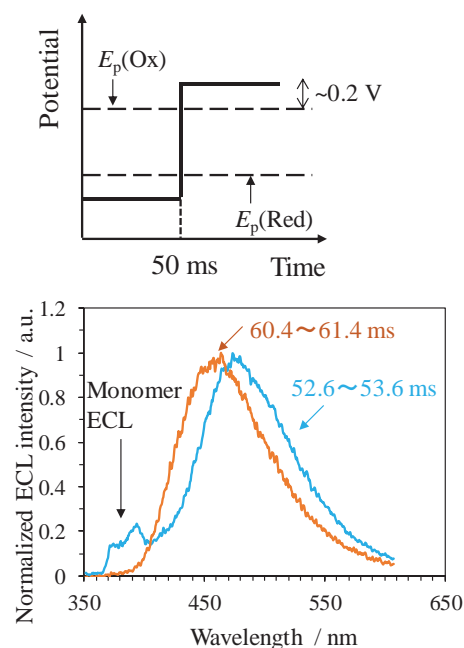 Potential
E_p(Ox)
~0.2 V
E_p(Red)
50 ms
Time
Normalized ECL intensity / a.u.
1.2
1
0.8
0.6
0.4
0.2
0
60.4～61.4 ms
52.6～53.6 ms
Monomer
ECL
350
450
550
650
Wavelength / nm